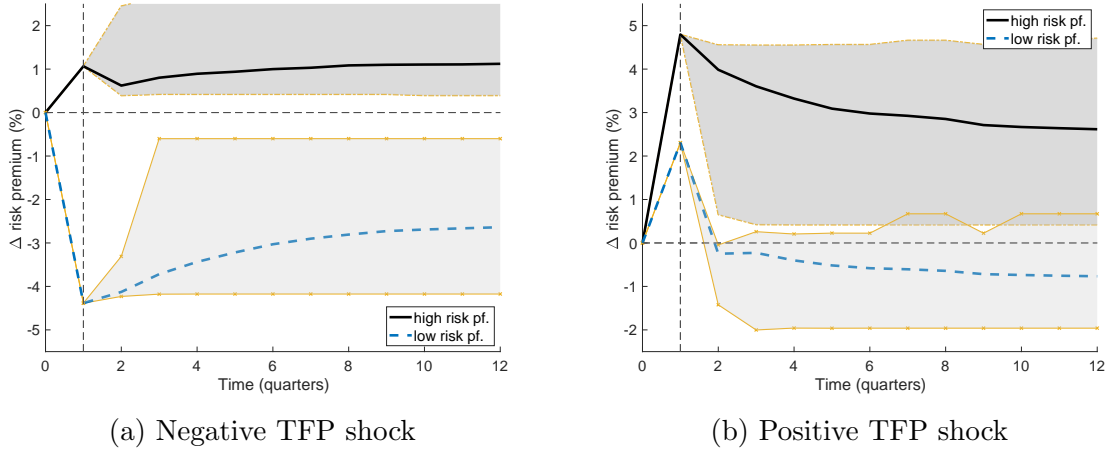 2
1
0
-1
-2
-3
-4
-5
Δ risk premium (%)
0 2 4 6 8 10 12
Time (quarters)
high risk pf.
low risk pf.
(a) Negative TFP shock
5
4
3
2
1
0
-1
-2
Δ risk premium (%)
0 2 4 6 8 10 12
Time (quarters)
high risk pf.
low risk pf.
(b) Positive TFP shock